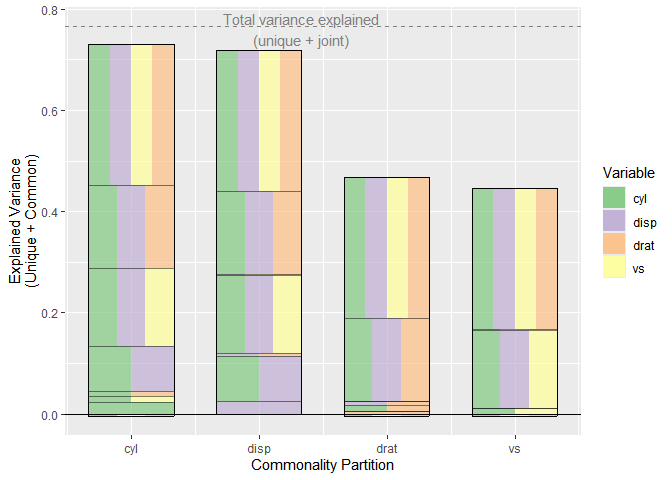 0.8
0.6
0.4
0.2
0.0
Explained Variance
(Unique + Common)
Total variance explained
(unique + joint)
cyl disp drat vs
Commonality Partition
Variable
cyl
disp
drat
vs